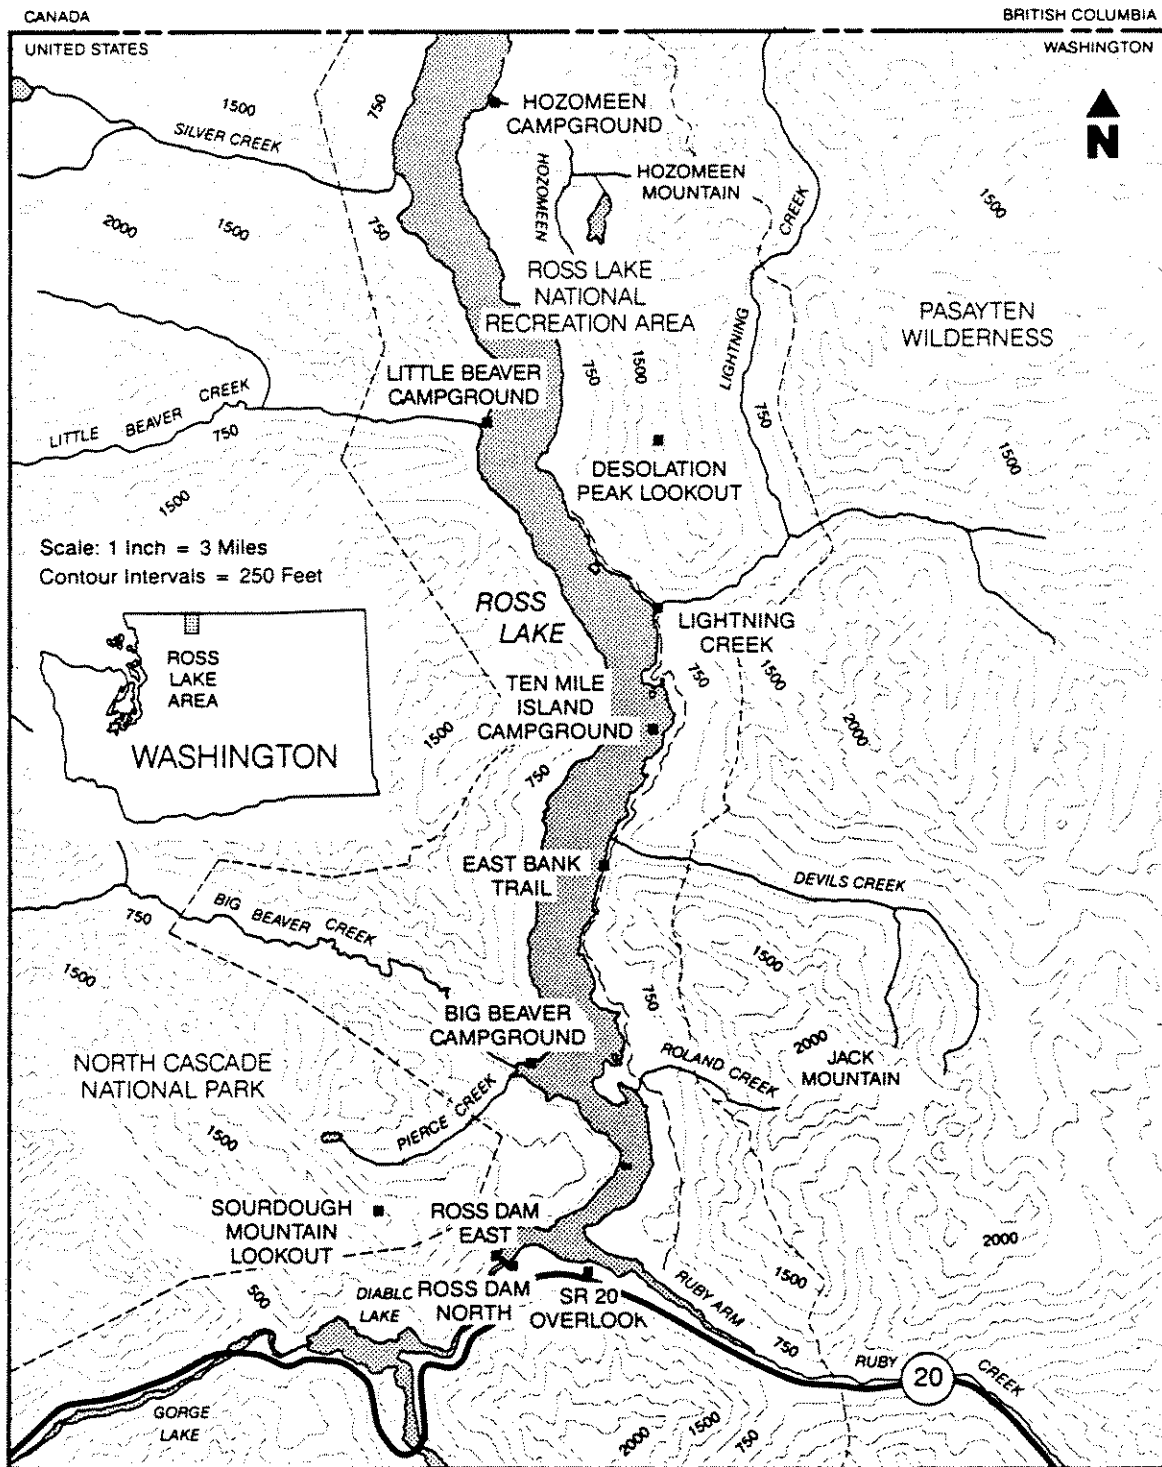 CANADA
BRITISH COLUMBIA
UNITED STATES
WASHINGTON
N
1500
750
SILVER CREEK
HOZOMEEN
CAMPGROUND
HOZOMEEN
HOZOMEEN
MOUNTAIN
CREEK
1500
2000
1500
750
ROSS LAKE
NATIONAL
RECREATION AREA
PASAYTEN
WILDERNESS
LIGHTNING
750
1500
LITTLE BEAVER
CAMPGROUND
750
LITTLE BEAVER CREEK
750
1500
DESOLATION
PEAK LOOKOUT
1500
1500
Scale: 1 Inch = 3 Miles
Contour Intervals = 250 Feet
ROSS
LAKE
LIGHTNING
CREEK
ROSS
LAKE
AREA
WASHINGTON
750
1500
TEN MILE
ISLAND
CAMPGROUND
1500
2000
750
EAST BANK
TRAIL
DEVILS CREEK
BIG BEAVER CREEK
750
1500
1500
750
BIG BEAVER
CAMPGROUND
2000
JACK
MOUNTAIN
ROLAND CREEK
NORTH CASCADE
NATIONAL PARK
PIERCE CREEK
1500
SOURDOUGH
MOUNTAIN
LOOKOUT
ROSS DAM
EAST
2000
1500
500
DIABLC
LAKE
ROSS DAM
NORTH
SR 20
OVERLOOK
RUBY ARM
750
RUBY
CREEK
20
GORGE
LAKE
2000
1500
750